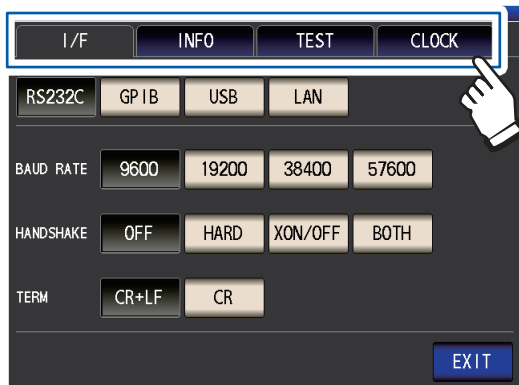 I/F INFO TEST CLOCK
RS232C GPIB USB LAN
BAUD RATE 9600 19200 38400 57600
HANDSHAKE OFF HARD XON/OFF BOTH
TERM CR+LF CR
EXIT